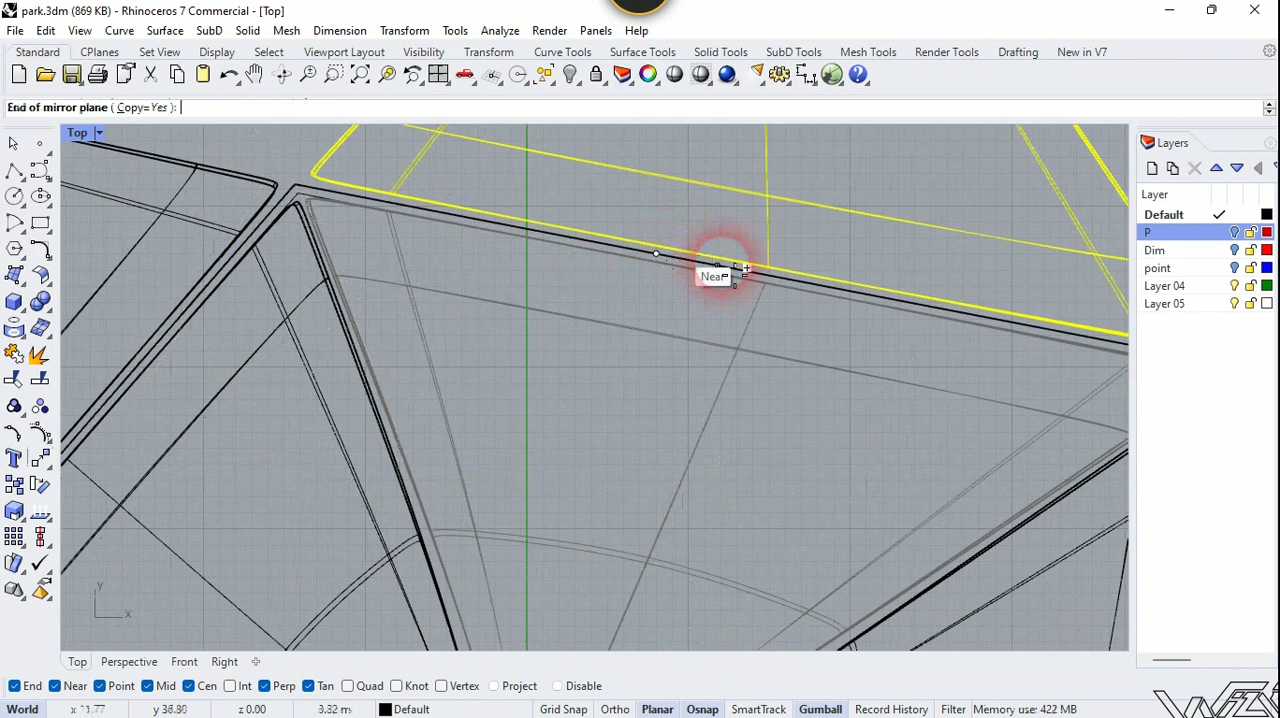 park.3dm (869 KB) - Rhinoceros 7 Commercial - [Top]
File Edit View Curve Surface SubD Solid Mesh Dimension Transform Tools Analyze Render Panels Help
Standard CPlanes Set View Display Select Viewport Layout Visibility Transform Curve Tools Surface Tools Solid Tools SubD Tools Mesh Tools Render Tools Drafting New in V7
End of mirror plane ( Copy=Yes ):
Top
Layers
Layer
Default
P
Dim
point
Layer 04
Layer 05
Near
y
x
Top Perspective Front Right
End Near Point Mid Cen Int Perp Tan Quad Knot Vertex Project Disable
World z 0.00 Default Grid Snap Ortho Planar Osnap SmartTrack Gumball Record History Filter Memory use: 422 MB